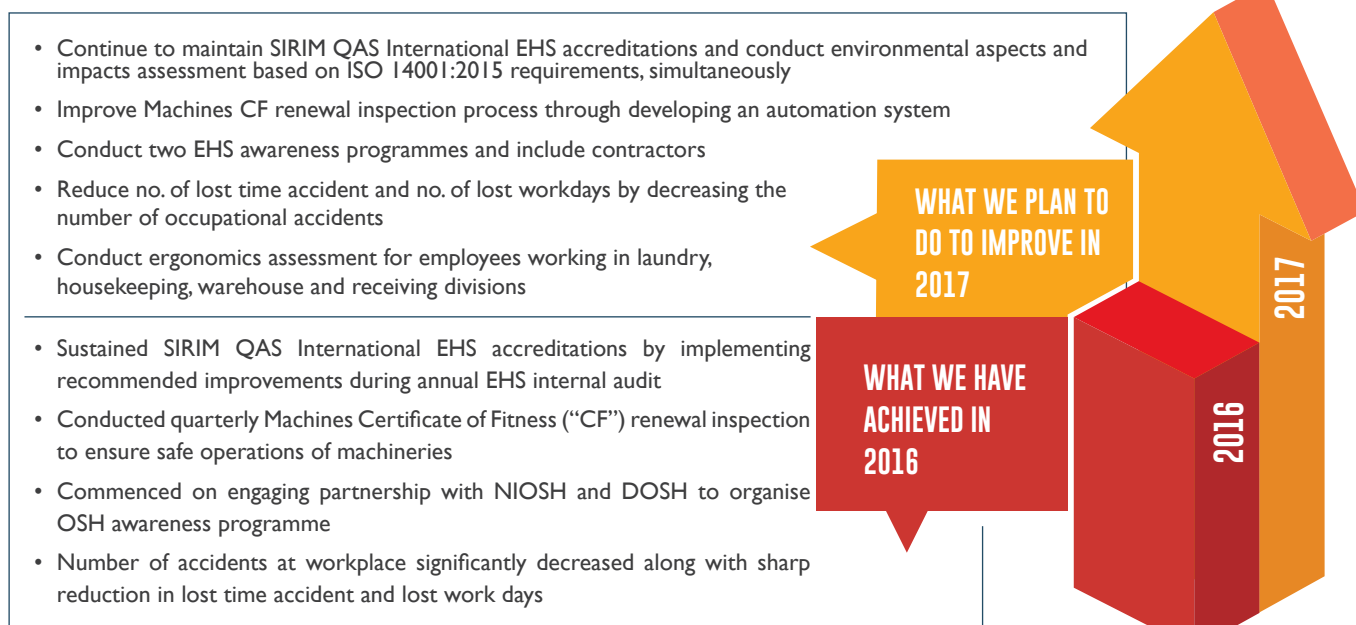 • Continue to maintain SIRIM QAS International EHS accreditations and conduct environmental aspects and
impacts assessment based on ISO 14001:2015 requirements, simultaneously
• Improve Machines CF renewal inspection process through developing an automation system
• Conduct two EHS awareness programmes and include contractors
• Reduce no. of lost time accident and no. of lost workdays by decreasing the
number of occupational accidents
• Conduct ergonomics assessment for employees working in laundry,
housekeeping, warehouse and receiving divisions
WHAT WE PLAN TO
DO TO IMPROVE IN
2017
2017
• Sustained SIRIM QAS International EHS accreditations by implementing
recommended improvements during annual EHS internal audit
• Conducted quarterly Machines Certificate of Fitness (“CF”) renewal inspection
to ensure safe operations of machineries
• Commenced on engaging partnership with NIOSH and DOSH to organise
OSH awareness programme
• Number of accidents at workplace significantly decreased along with sharp
reduction in lost time accident and lost work days
WHAT WE HAVE
ACHIEVED IN
2016
2016